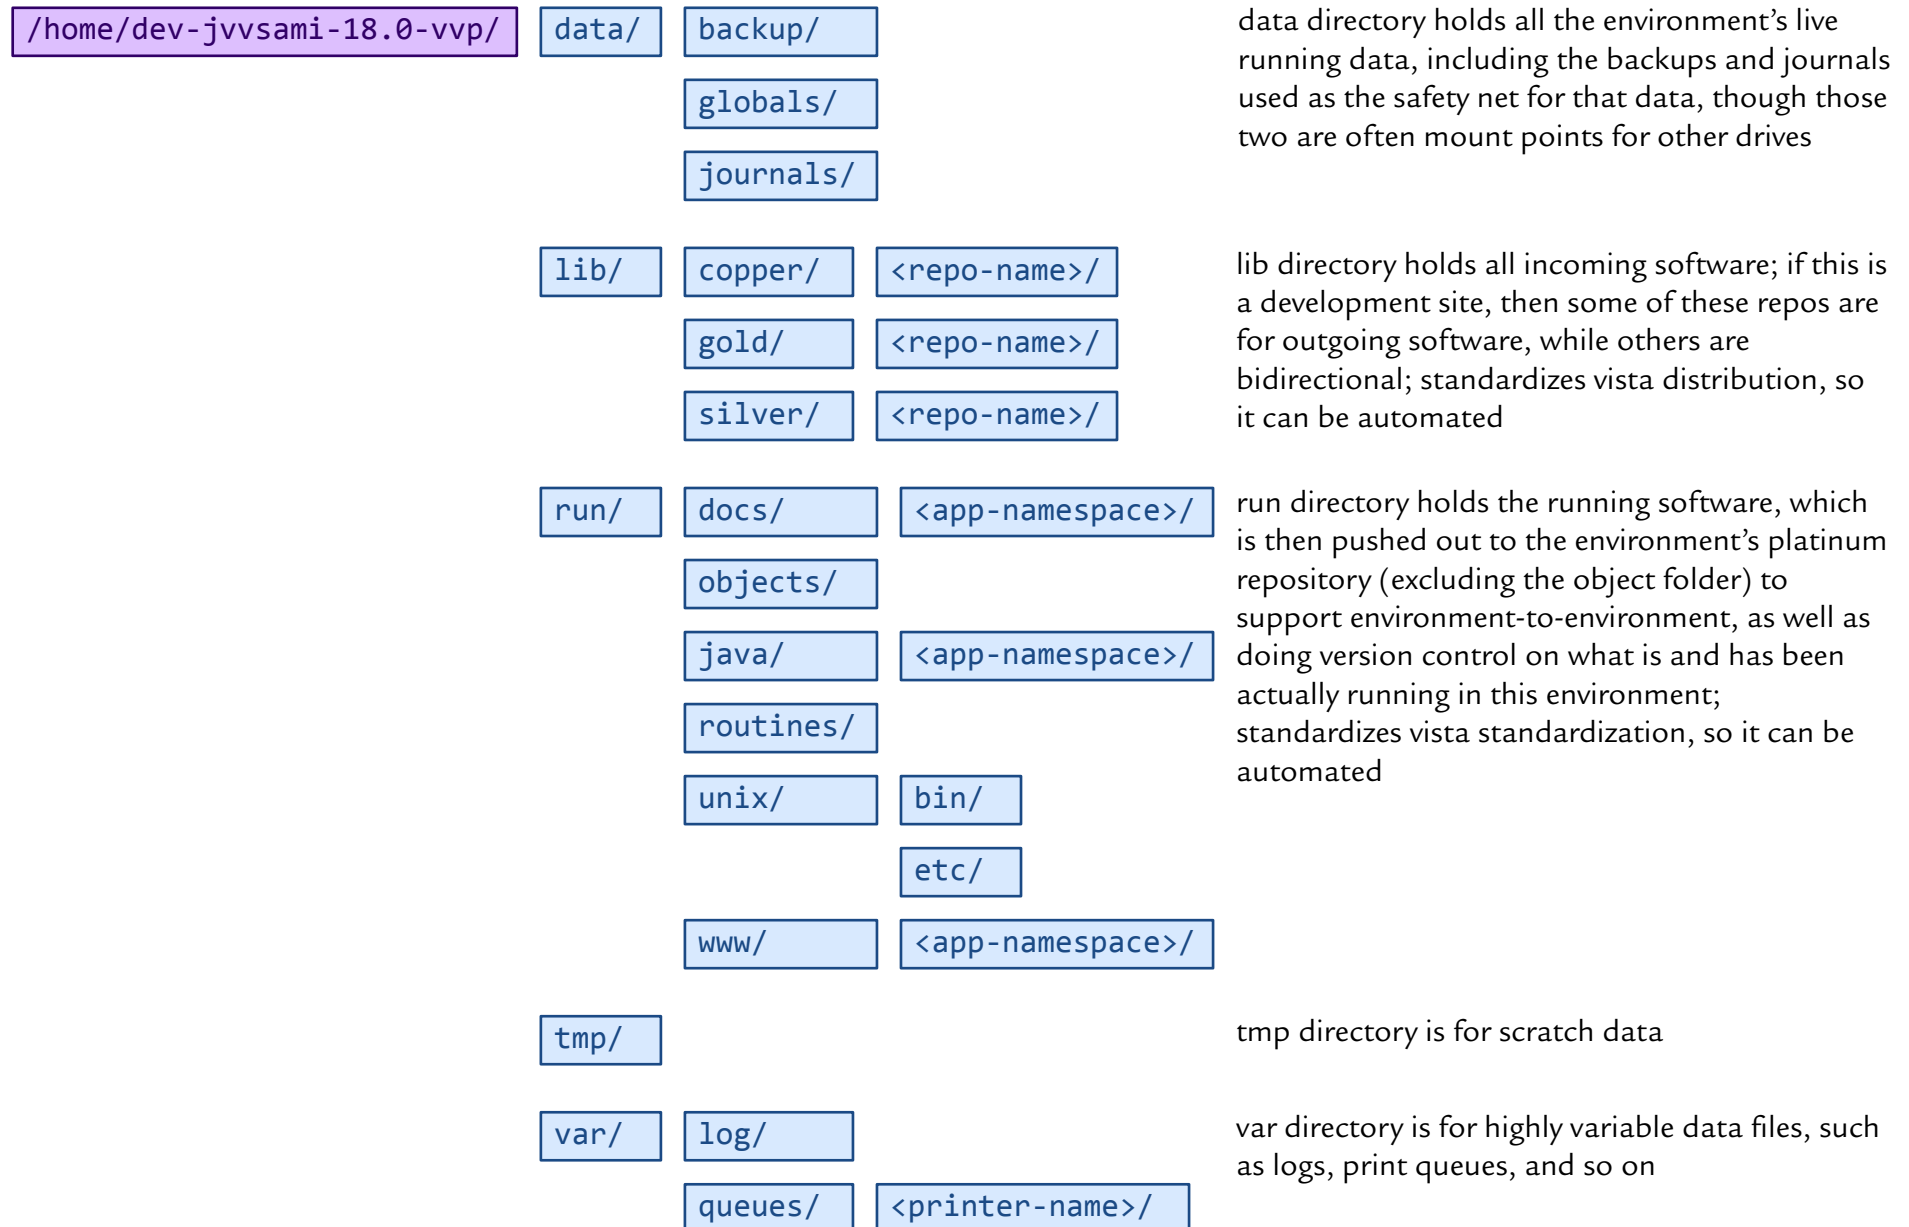 /home/dev-jvvsami-18.0-vvp/ data/ backup/
globals/
journals/
data directory holds all the environment’s live
running data, including the backups and journals
used as the safety net for that data, though those
two are often mount points for other drives
lib/ copper/ <repo-name>/
gold/ <repo-name>/
silver/ <repo-name>/
lib directory holds all incoming software; if this is
a development site, then some of these repos are
for outgoing software, while others are
bidirectional; standardizes vista distribution, so
it can be automated
run/ docs/ <app-namespace>/
objects/
java/ <app-namespace>/
routines/
unix/ bin/
etc/
www/ <app-namespace>/
run directory holds the running software, which
is then pushed out to the environment’s platinum
repository (excluding the object folder) to
support environment-to-environment, as well as
doing version control on what is and has been
actually running in this environment;
standardizes vista standardization, so it can be
automated
tmp/
tmp directory is for scratch data
var/ log/
queues/ <printer-name>/
var directory is for highly variable data files, such
as logs, print queues, and so on